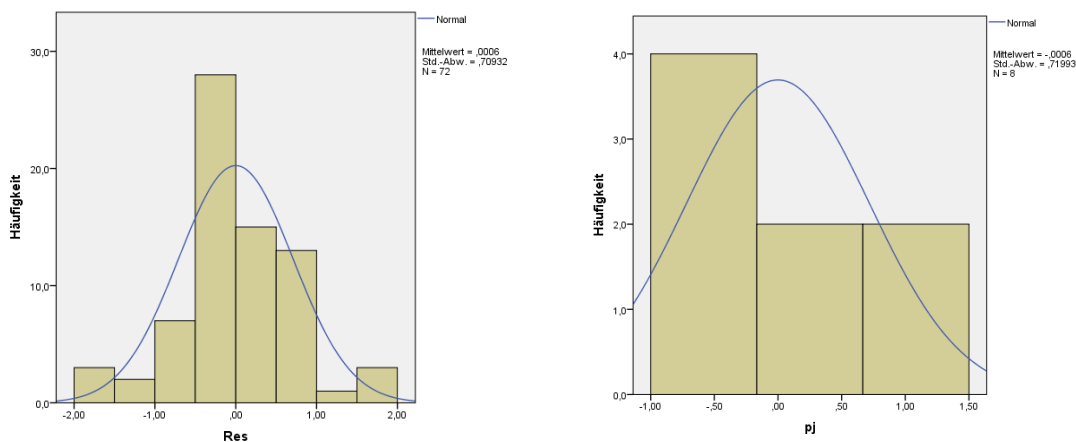 Normal
Mittelwert = ,0006
Std.-Abw. = ,70932
N = 72
30,0
20,0
10,0
0,0
Häufigkeit
-2,00 -1,00 ,00 1,00 2,00
Res
Normal
Mittelwert = -,0006
Std.-Abw. = ,71993
N = 8
4,0
3,0
2,0
1,0
0,0
Häufigkeit
-1,00 -,50 ,00 ,50 1,00 1,50
pj